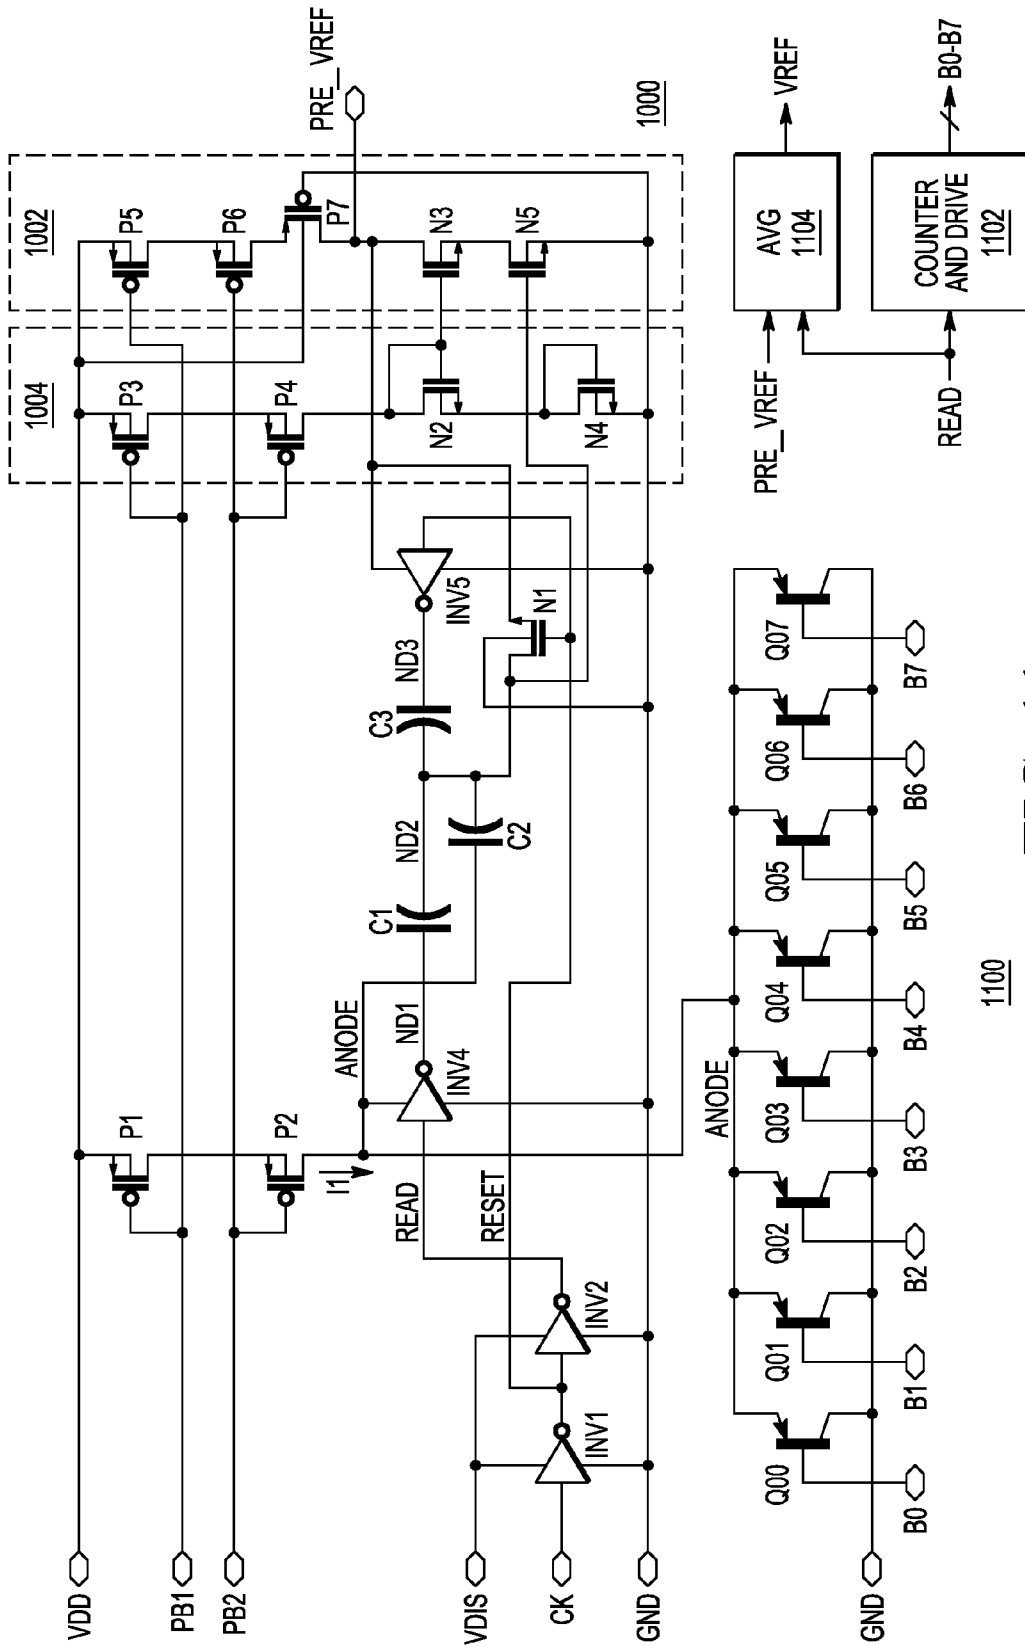 VDD
P1
P3
1004
P5
1002
PB1
P2
P4
P6
PB2
I1
ANODE
P7
PRE_VREF
READ
ND1
C1
ND2
C3
ND3
INV4
INV5
N2
N3
VDIS
RESET
C2
N1
N4
N5
CK
INV1
INV2
GND
1000
Q00
Q01
Q02
Q03
Q04
Q05
Q06
Q07
ANODE
PRE_VREF
AVG
1104
VREF
GND
B0
B1
B2
B3
B4
B5
B6
B7
READ
COUNTER
AND DRIVE
1102
B0-B7
1100